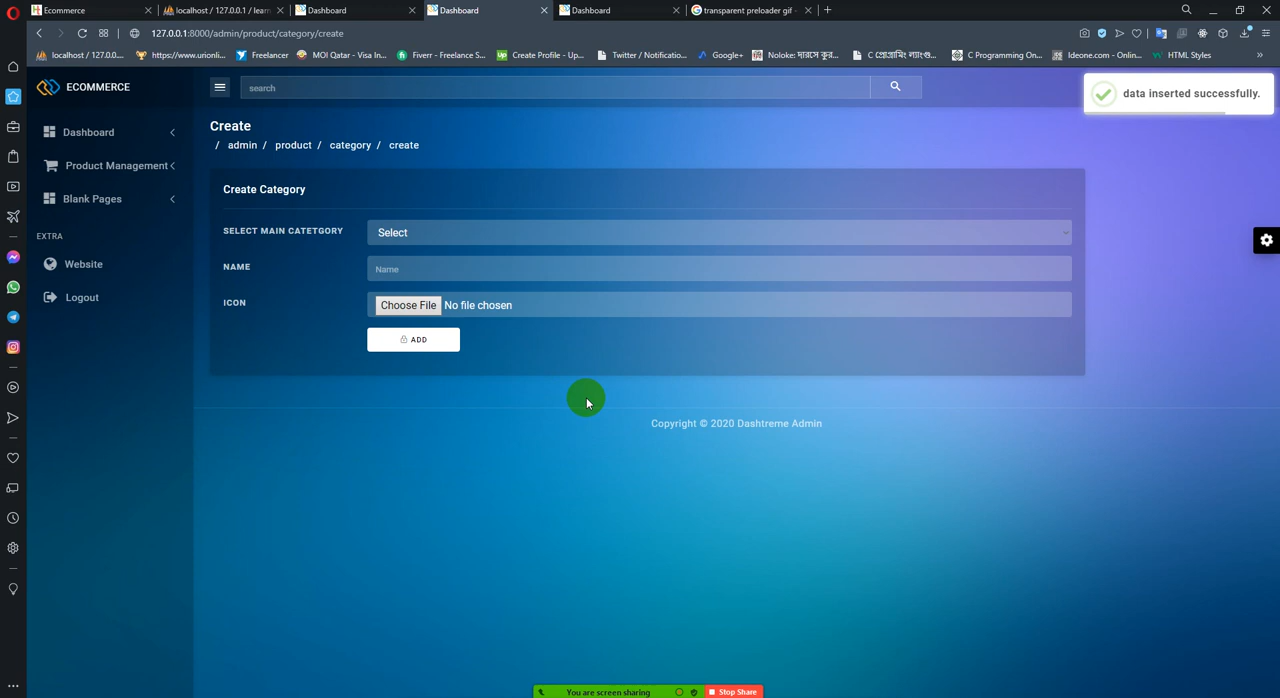 Ecommerce
localhost / 127.0.0.1 / lear
Dashboard
Dashboard
Dashboard
transparent preloader gif -
127.0.0.1:8000/admin/product/category/create
localhost / 127.0.0....
https://www.urionli...
Freelancer
MOI Qatar - Visa In...
Fiverr - Freelance S...
Create Profile - Up...
Twitter / Notificatio...
Google+
Noloke: দারসে কুর...
C প্রোগ্রামিং ল্যাংগু...
C Programming On...
Ideone.com - Onlin...
HTML Styles
ECOMMERCE
search
data inserted successfully.
Dashboard
Product Management
Blank Pages
EXTRA
Website
Logout
Create
/ admin / product / category / create
Create Category
SELECT MAIN CATETGORY
Select
NAME
Name
ICON
Choose File No file chosen
ADD
Copyright © 2020 Dashtreme Admin
You are screen sharing
Stop Share